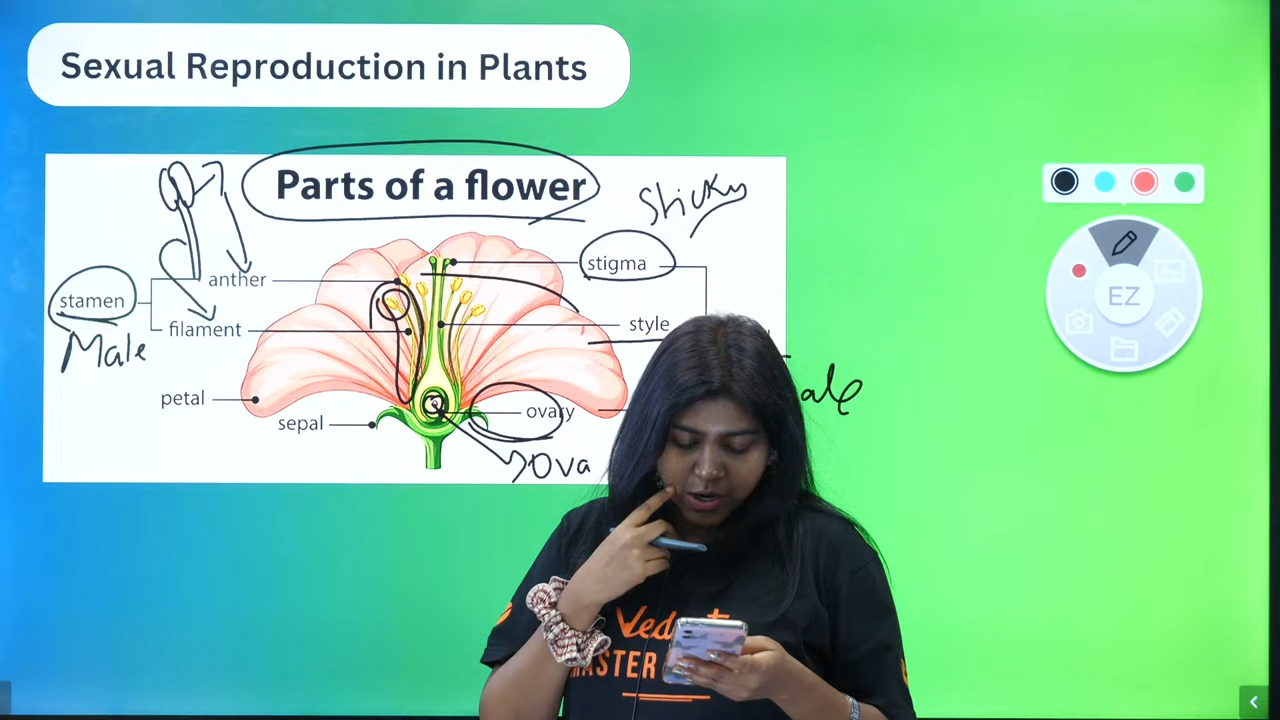 Sexual Reproduction in Plants
Parts of a flower
Sticky
stigma
anther
stamen
filament
style
Male
petal
ovary
sepal
Ova
EZ
MASTER